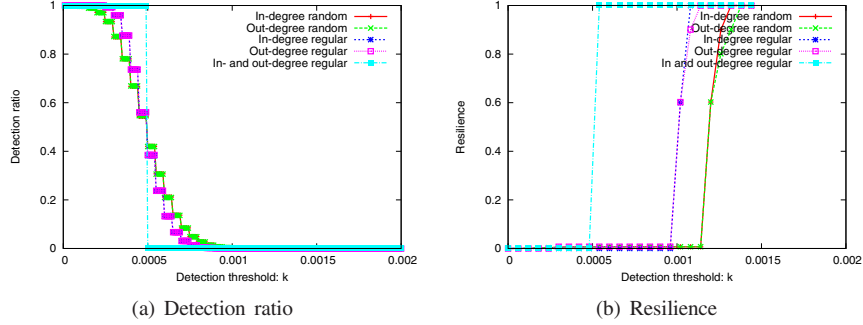 1
0.8
0.6
0.4
0.2
0
Detection ratio
0
0.0005
0.001
0.0015
0.002
Detection threshold: k
In-degree random
Out-degree random
In-degree regular
Out-degree regular
In- and out-degree regular
(a) Detection ratio
1
0.8
0.6
0.4
0.2
0
Resilience
0
0.0005
0.001
0.0015
0.002
Detection threshold: k
In-degree random
Out-degree random
In-degree regular
Out-degree regular
In and out-degree regular
(b) Resilience